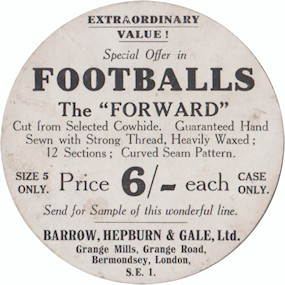 EXTRAORDINARY
VALUE!
Special Offer in
FOOTBALLS
The "FORWARD"
Cut from Selected Cowhide. Guaranteed Hand
Sewn with Strong Thread, Heavily Waxed;
12 Sections; Curved Seam Pattern.
SIZE 5 ONLY. Price 6/- each CASE ONLY.
Send for Sample of this wonderful line.
BARROW, HEPBURN & GALE, Ltd.
Grange Mills, Grange Road,
Bermondsey, London,
S.E. 1.